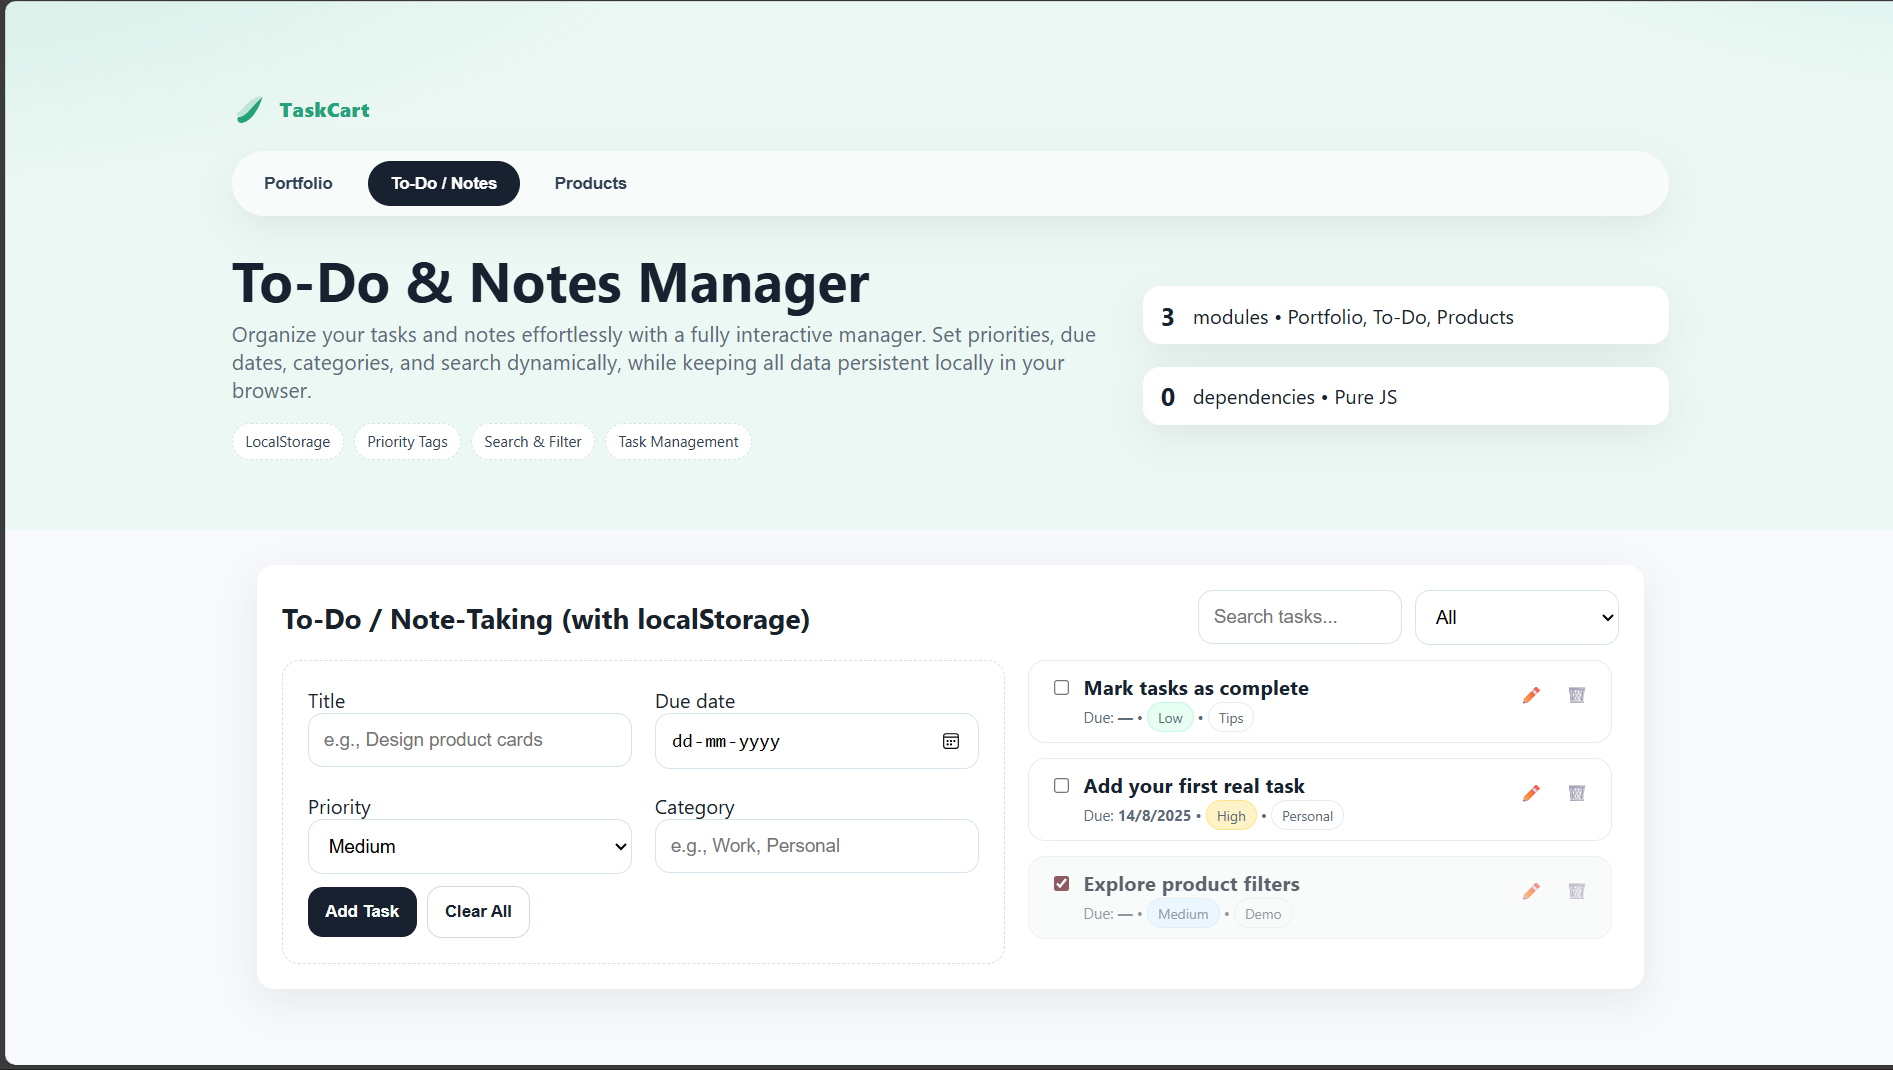 TaskCart
Portfolio
To-Do / Notes
Products
To-Do & Notes Manager
Organize your tasks and notes effortlessly with a fully interactive manager. Set priorities, due
dates, categories, and search dynamically, while keeping all data persistent locally in your
browser.
LocalStorage
Priority Tags
Search & Filter
Task Management
3 modules • Portfolio, To-Do, Products
0 dependencies • Pure JS
To-Do / Note-Taking (with localStorage)
Search tasks...
All
Title
e.g., Design product cards
Due date
dd-mm-yyyy
Priority
Medium
Category
e.g., Work, Personal
Add Task
Clear All
Mark tasks as complete
Due: — • Low • Tips
Add your first real task
Due: 14/8/2025 • High • Personal
Explore product filters
Due: — • Medium • Demo